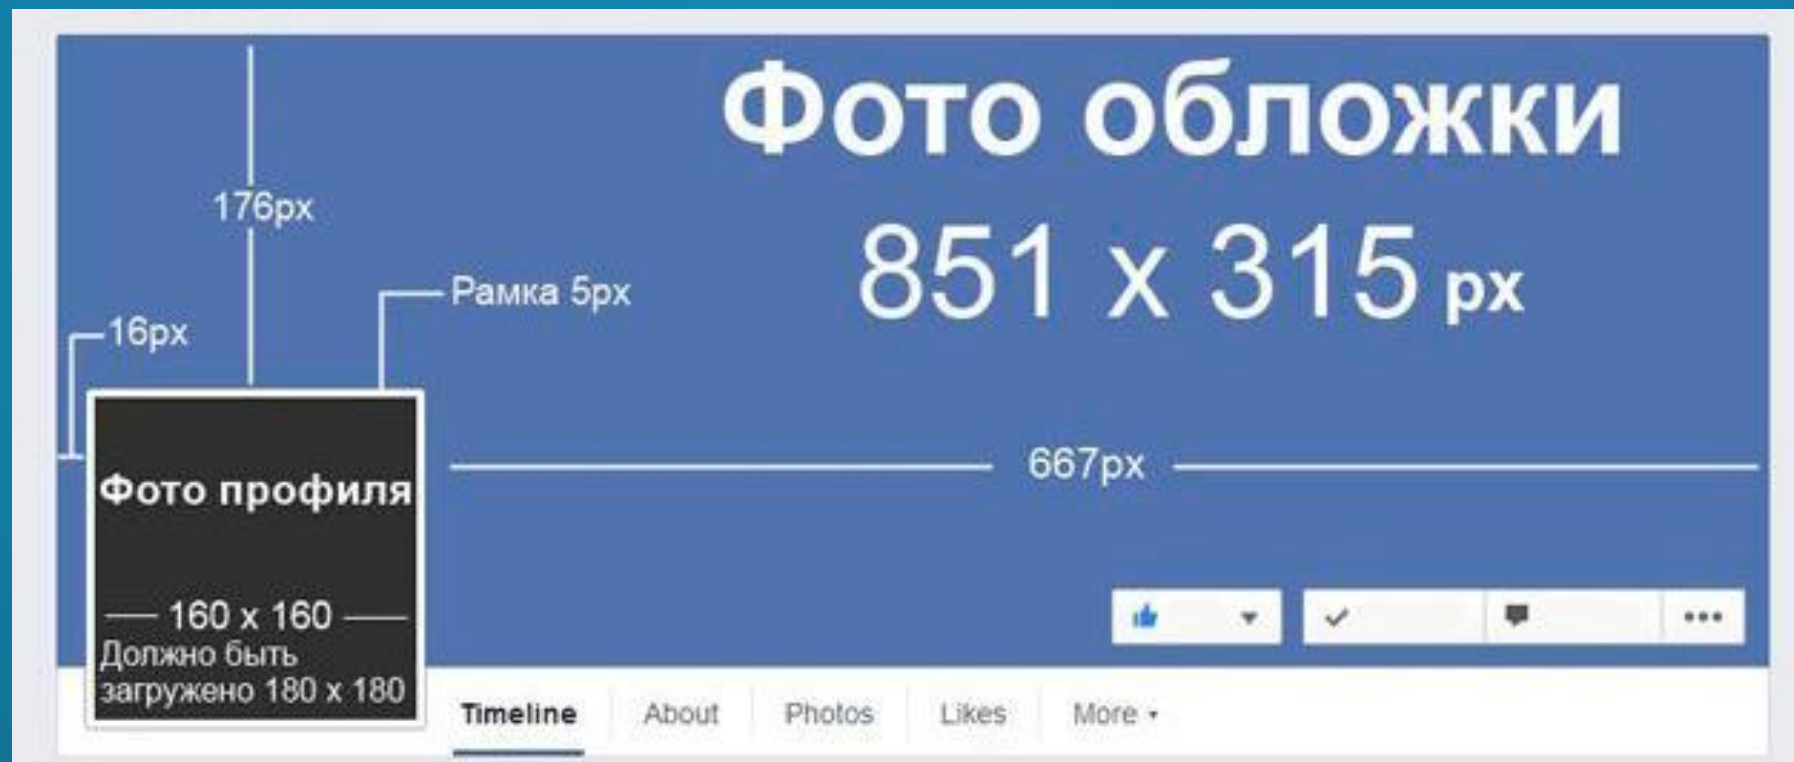 Фото обложки
851 x 315 px
176px
Рамка 5px
16px
667px
Фото профиля
160 x 160
Должно быть
загружено 180 x 180
Timeline About Photos Likes More